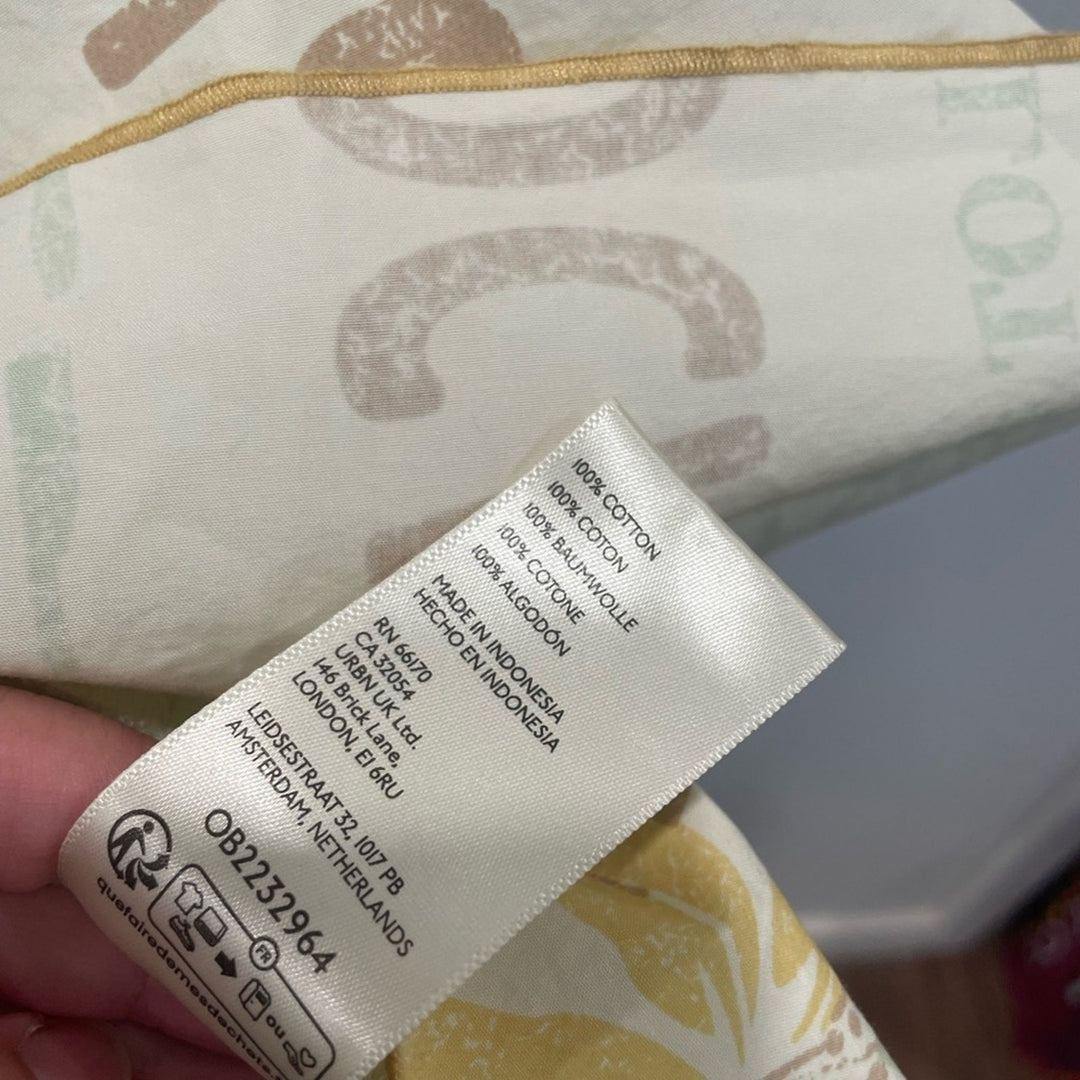 100% COTTON
100% COTON
100% BAUMWOLLE
100% COTONE
100% ALGODÓN
MADE IN INDONESIA
HECHO EN INDONESIA
RN 66170
CA 32054
URBN UK Ltd.
146 Brick Lane,
LONDON, E1 6RU
LEIDSESTRAAT 32, 1017 PB
AMSTERDAM, NETHERLANDS
OB2232964
FR
ou
quefairedemesdechets.